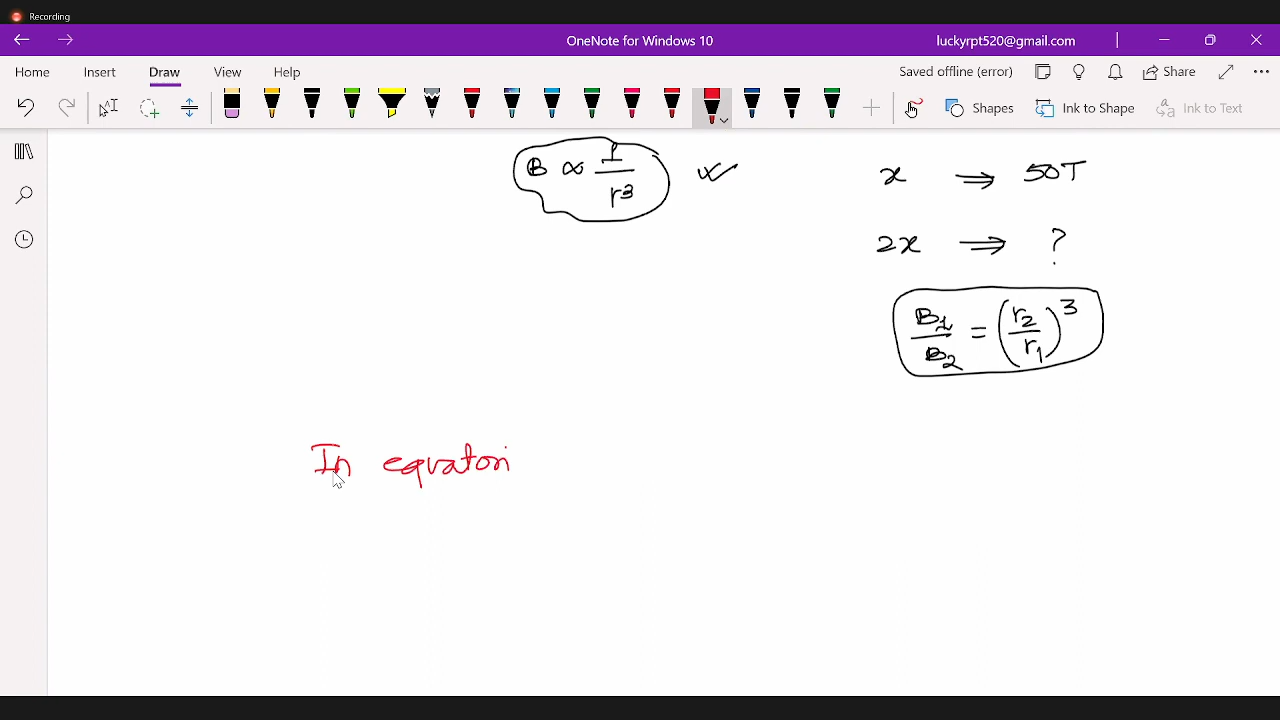 Recording
OneNote for Windows 10
luckyrpt520@gmail.com
Home Insert Draw View Help
Saved offline (error)
Share
Shapes
Ink to Shape
Ink to Text
B ∝ 1/r³
x ⇒ 50T
2x ⇒ ?
B₁/B₂ = (r₂/r₁)³
In equatori